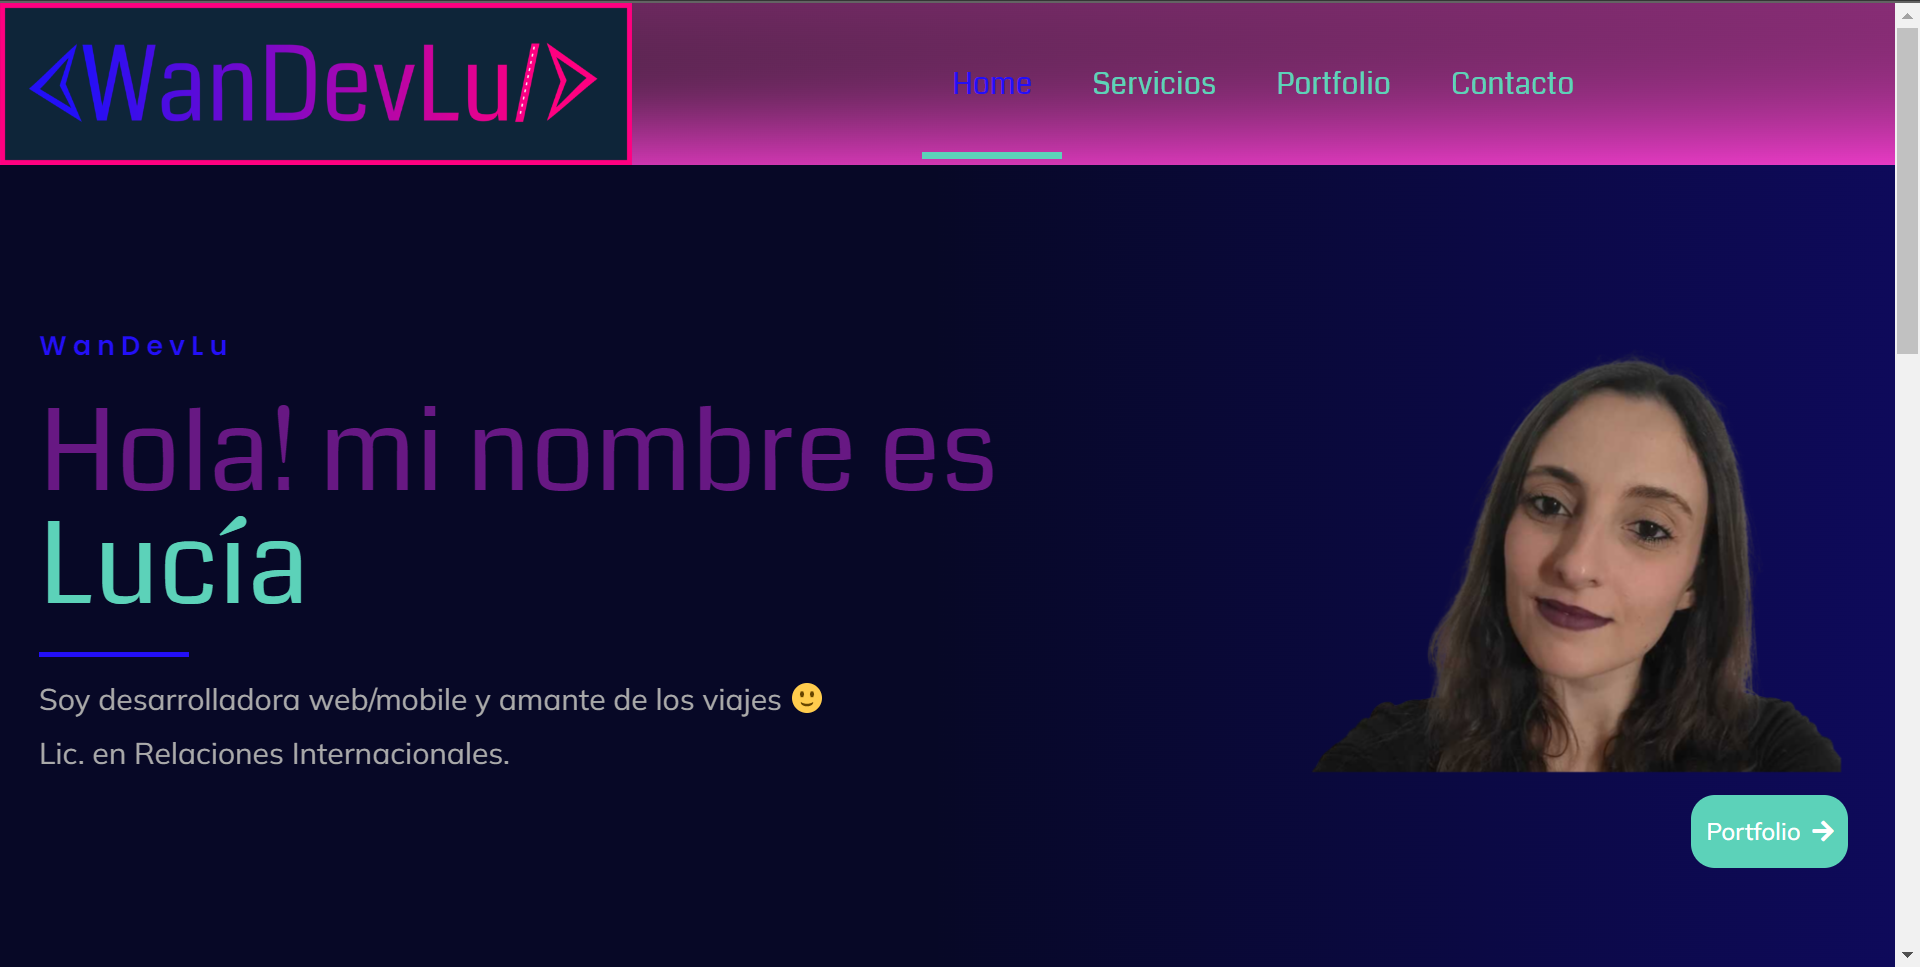 <WanDevLu/>
Home Servicios Portfolio Contacto
WanDevLu
Hola! mi nombre es
Lucía
Soy desarrolladora web/mobile y amante de los viajes 🙂
Lic. en Relaciones Internacionales.
Portfolio →